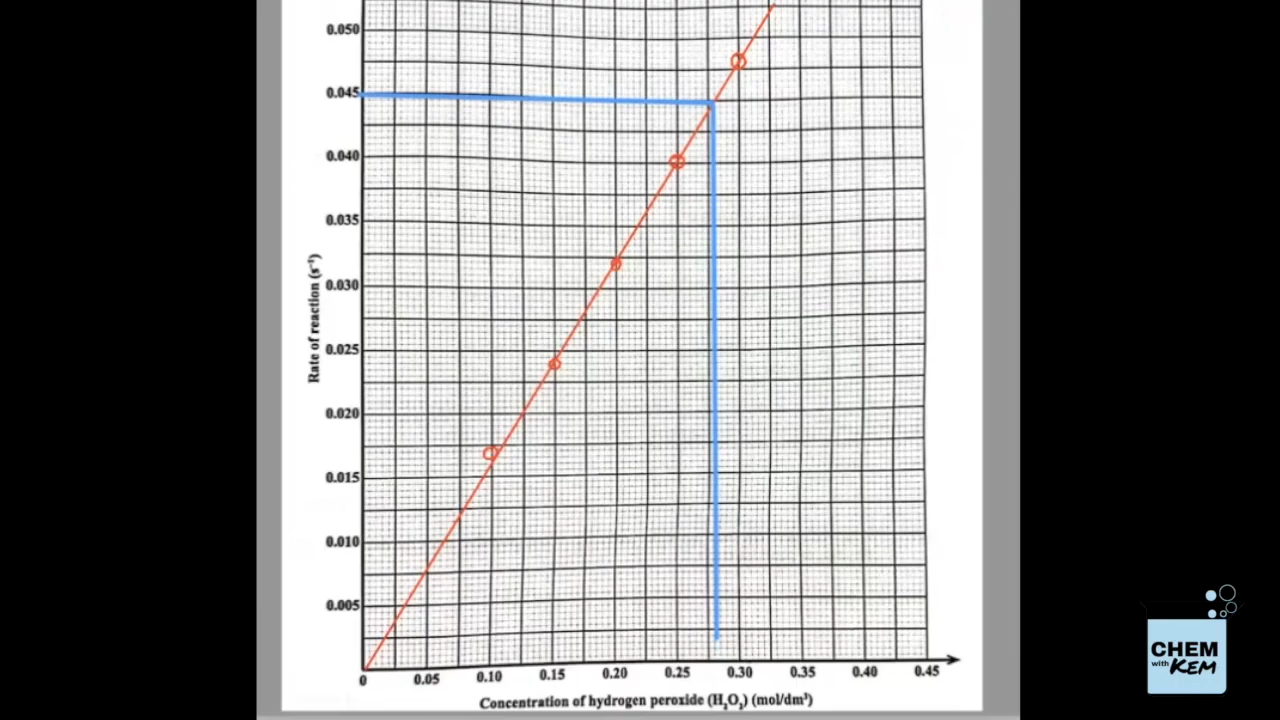 0.050
0.045
0.040
0.035
0.030
0.025
0.020
0.015
0.010
0.005
Rate of reaction (s⁻¹)
0 0.05 0.10 0.15 0.20 0.25 0.30 0.35 0.40 0.45
Concentration of hydrogen peroxide (H₂O₂) (mol/dm³)
CHEM
with KEM